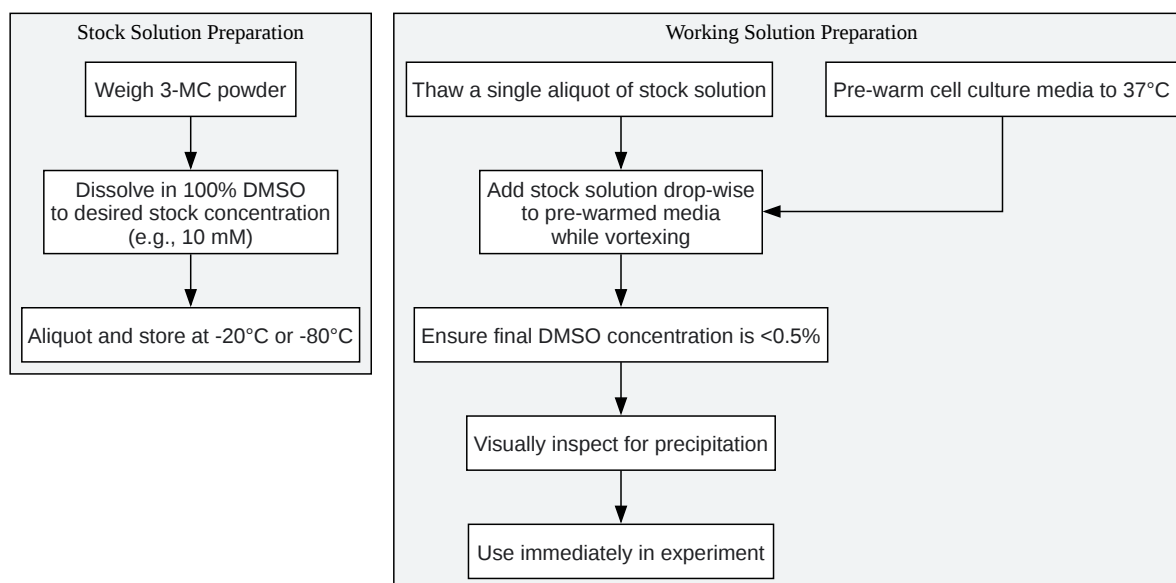 Stock Solution Preparation
Weigh 3-MC powder
Dissolve in 100% DMSO
to desired stock concentration
(e.g., 10 mM)
Aliquot and store at -20°C or -80°C
Working Solution Preparation
Thaw a single aliquot of stock solution
Pre-warm cell culture media to 37°C
Add stock solution drop-wise
to pre-warmed media
while vortexing
Ensure final DMSO concentration is <0.5%
Visually inspect for precipitation
Use immediately in experiment